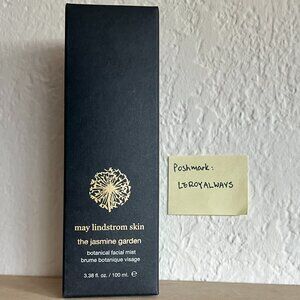 may lindstrom skin
the jasmine garden
botanical facial mist
brume botanique visage
3.38 fl. oz. / 100 ml. ℮
Poshmark:
LEROYALWAYS